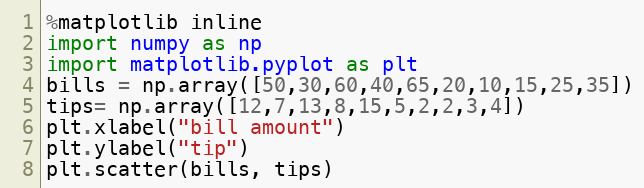 1 %matplotlib inline
2 import numpy as np
3 import matplotlib.pyplot as plt
4 bills = np.array([50,30,60,40,65,20,10,15,25,35])
5 tips= np.array([12,7,13,8,15,5,2,2,3,4])
6 plt.xlabel("bill amount")
7 plt.ylabel("tip")
8 plt.scatter(bills, tips)